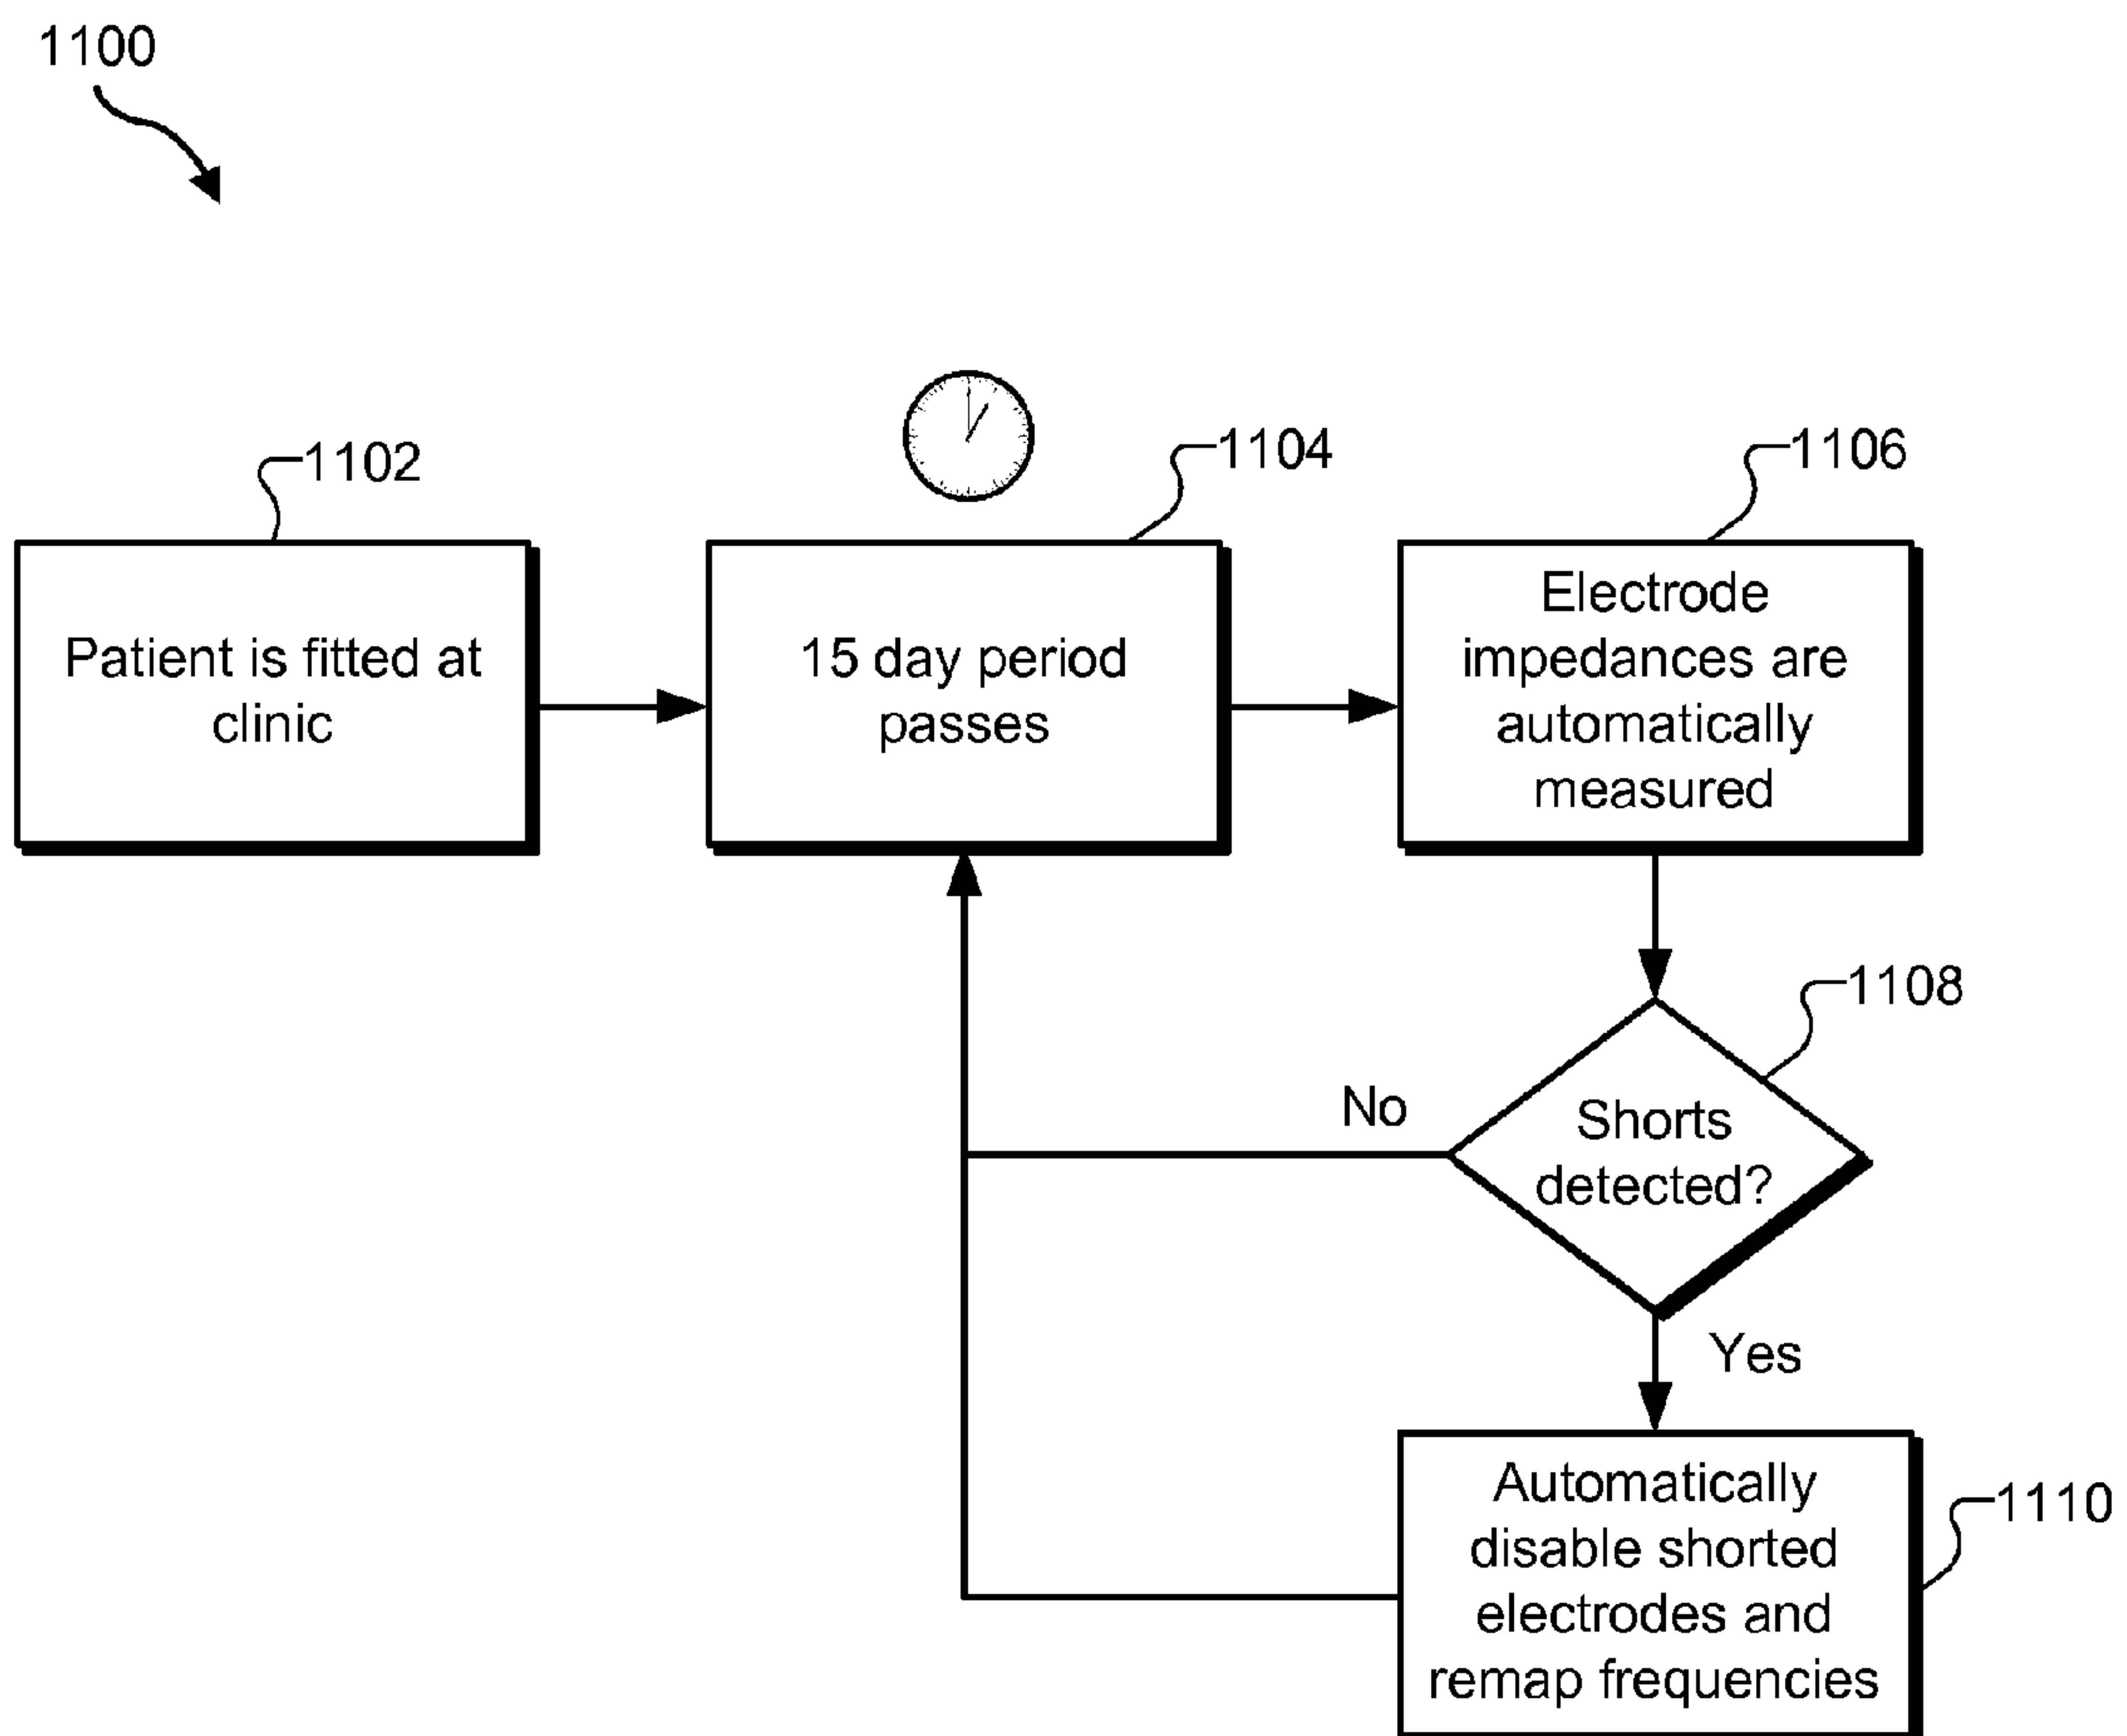 1100
1102
1104
1106
Patient is fitted at
clinic
15 day period
passes
Electrode
impedances are
automatically
measured
1108
No
Shorts
detected?
Yes
Automatically
disable shorted
electrodes and
remap frequencies
1110